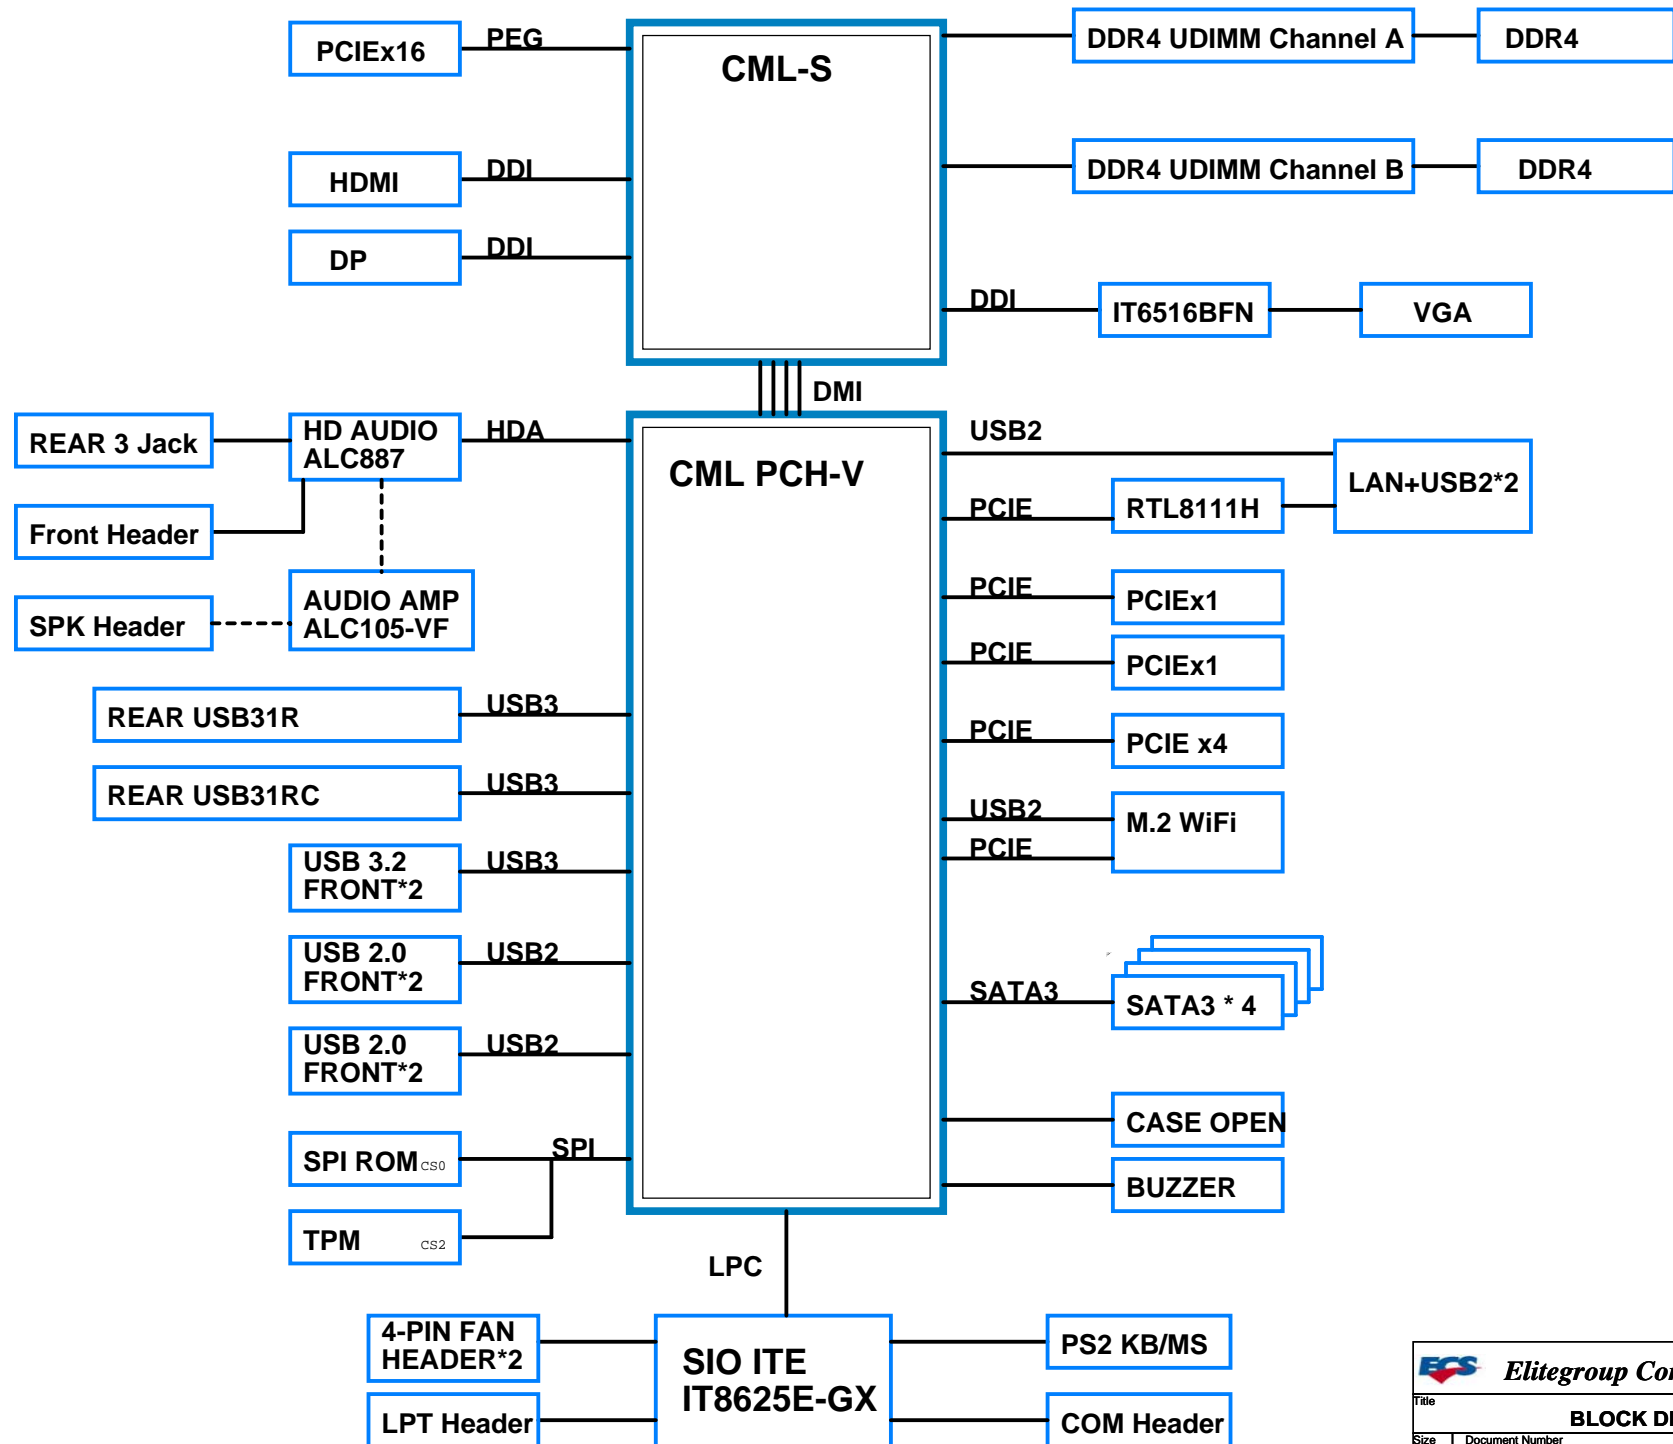 PCIEx16
PEG
CML-S
DDR4 UDIMM Channel A
DDR4
HDMI
DDI
DDR4 UDIMM Channel B
DDR4
DP
DDI
DDI
IT6516BFN
VGA
DMI
REAR 3 Jack
HD AUDIO
ALC887
HDA
CML PCH-V
USB2
LAN+USB2*2
PCIE
RTL8111H
Front Header
AUDIO AMP
ALC105-VF
SPK Header
PCIE
PCIEx1
PCIE
PCIEx1
REAR USB31R
USB3
PCIE
PCIE x4
REAR USB31RC
USB3
USB2
M.2 WiFi
PCIE
USB 3.2
FRONT*2
USB3
USB 2.0
FRONT*2
USB2
SATA3
SATA3 * 4
USB 2.0
FRONT*2
USB2
CASE OPEN
SPI ROM CS0
SPI
BUZZER
TPM CS2
LPC
4-PIN FAN
HEADER*2
SIO ITE
IT8625E-GX
PS2 KB/MS
LPT Header
COM Header
ECS Elitegroup
Title
BLOCK
Size Document Number